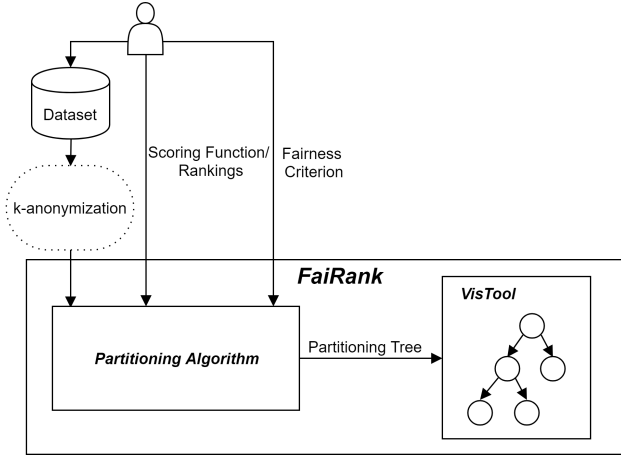 Dataset
Scoring Function/
Rankings
Fairness
Criterion
k-anonymization
FaiRank
VisTool
Partitioning Algorithm
Partitioning Tree